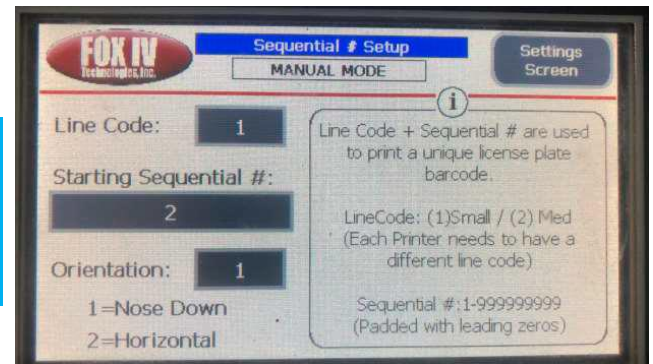 FOX IV
Technologies, Inc.
Sequential # Setup
MANUAL MODE
Settings
Screen
Line Code:
1
Starting Sequential #:
2
Orientation:
1
1=Nose Down
2=Horizontal
i
Line Code + Sequential # are used
to print a unique license plate
barcode.
LineCode: (1)Small / (2) Med
(Each Printer needs to have a
different line code)
Sequential #:1-999999999
(Padded with leading zeros)